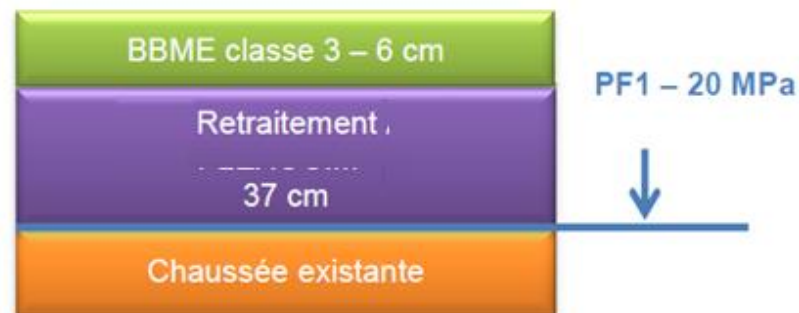 BBME classe 3 – 6 cm
PF1 – 20 MPa
Retraitement
37 cm
Chaussée existante